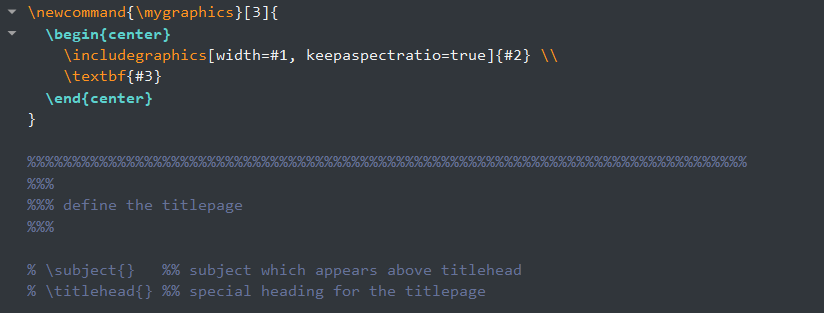 \newcommand{\mygraphics}[3]{
\begin{center}
\includegraphics[width=#1, keepaspectratio=true]{#2} \\
\textbf{#3}
\end{center}
}
%%%%%%%%%%%%%%%%%%%%%%%%%%%%%%%%%%%%%%%%%%%%%%%%%%%%%%%%%%%%%%%%%%%%%%%%%%%%%%%%%%
%%%
%%% define the titlepage
%%%
% \subject{}   %% subject which appears above titlehead
% \titlehead{} %% special heading for the titlepage